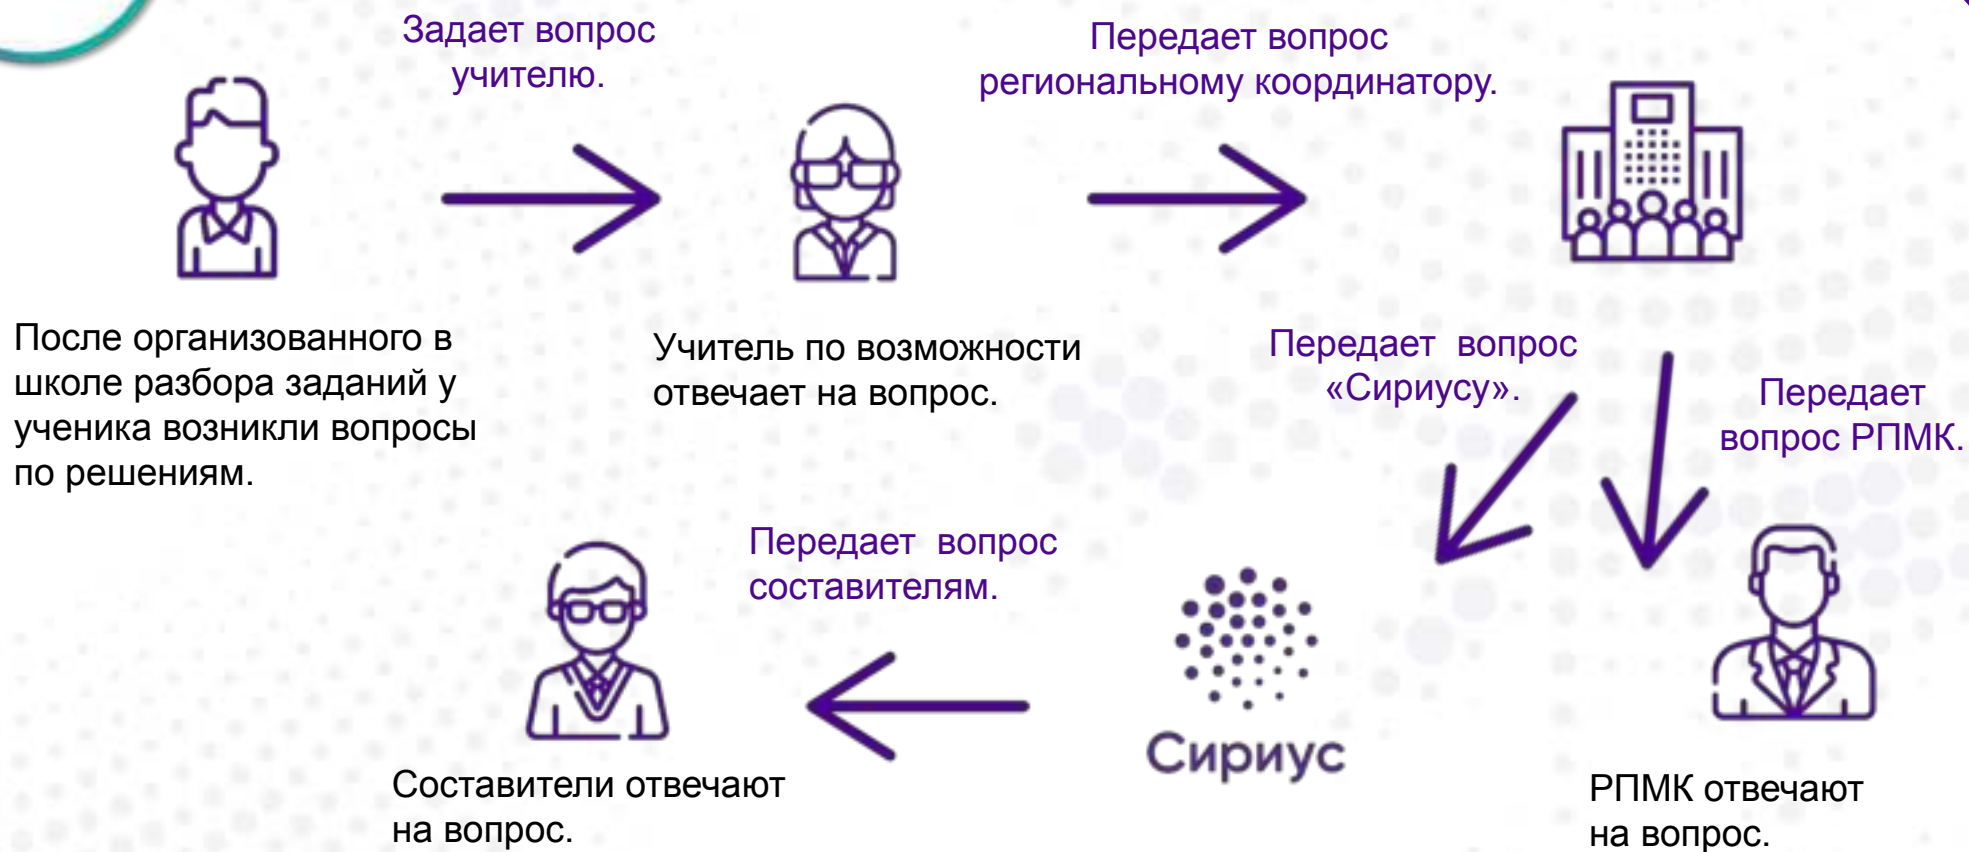 Задает вопрос
учителю.
Передает вопрос
региональному координатору.
После организованного в
школе разбора заданий у
ученика возникли вопросы
по решениям.
Учитель по возможности
отвечает на вопрос.
Передает  вопрос
«Сириусу».
Передает
вопрос РПМК.
Передает  вопрос
составителям.
Сириус
Составители отвечают
на вопрос.
РПМК отвечают
на вопрос.